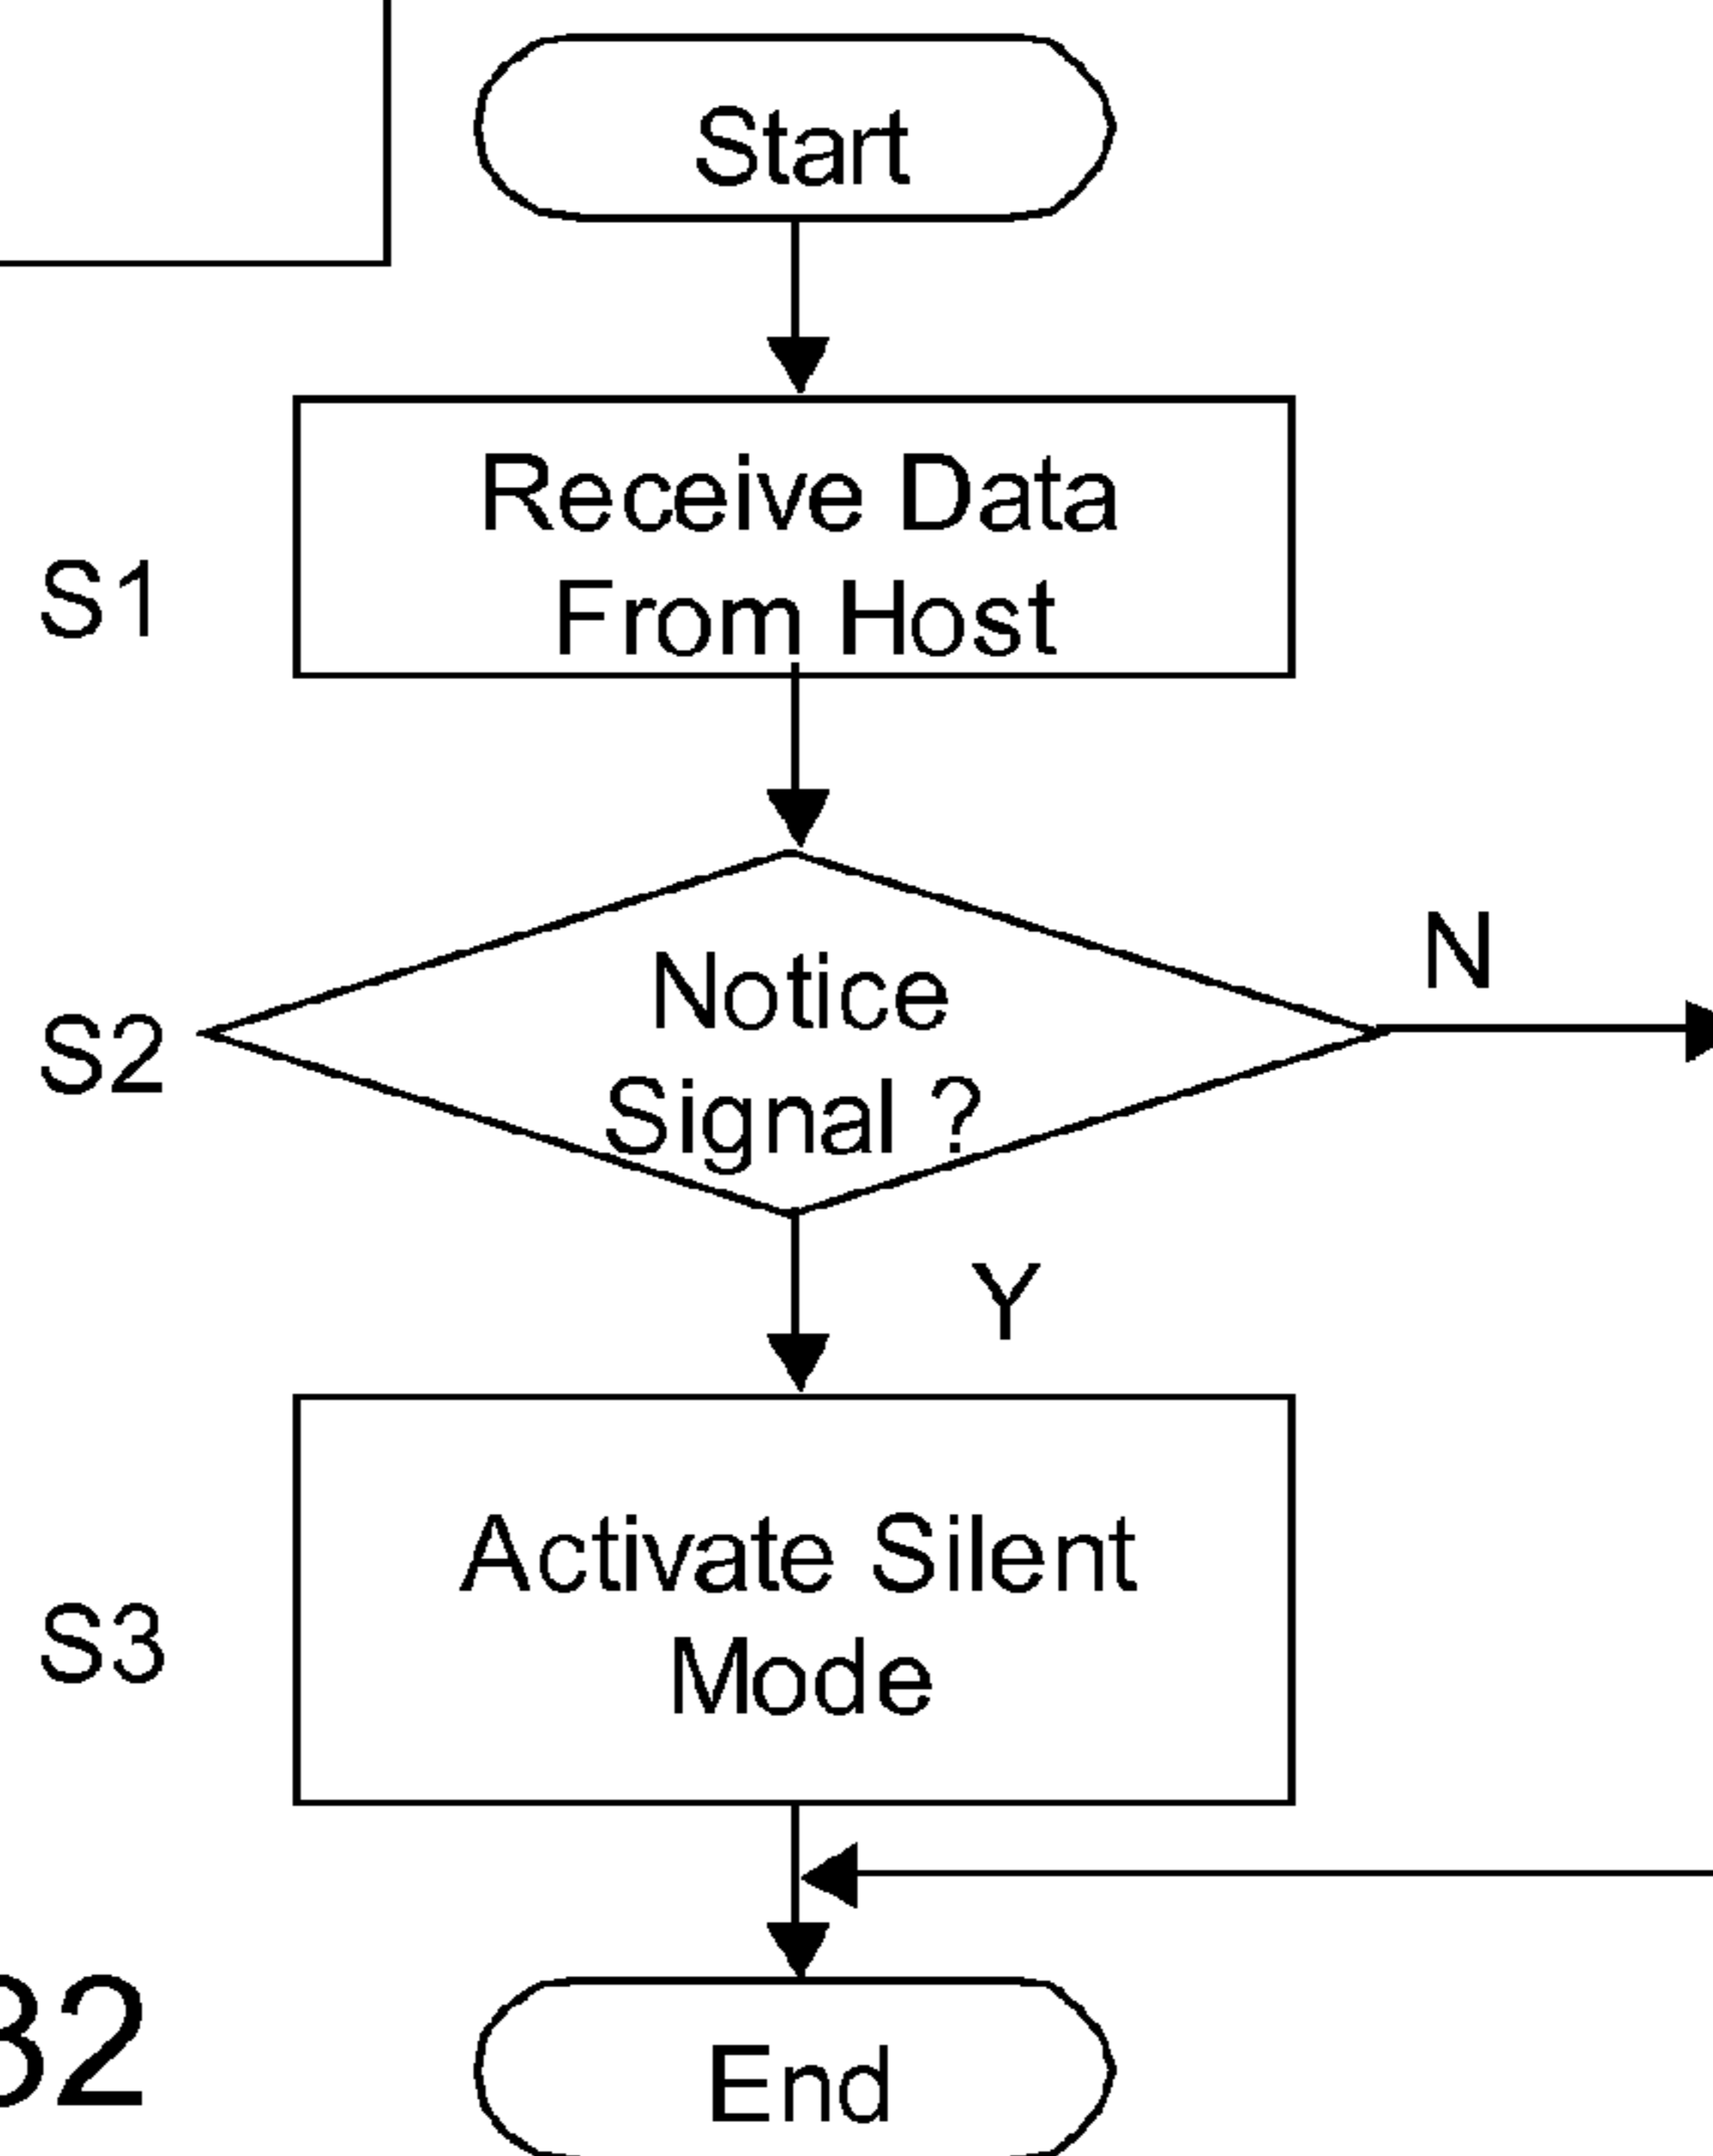 Start
S1
Receive Data
From Host
S2
Notice
Signal ?
N
Y
S3
Activate Silent
Mode
End